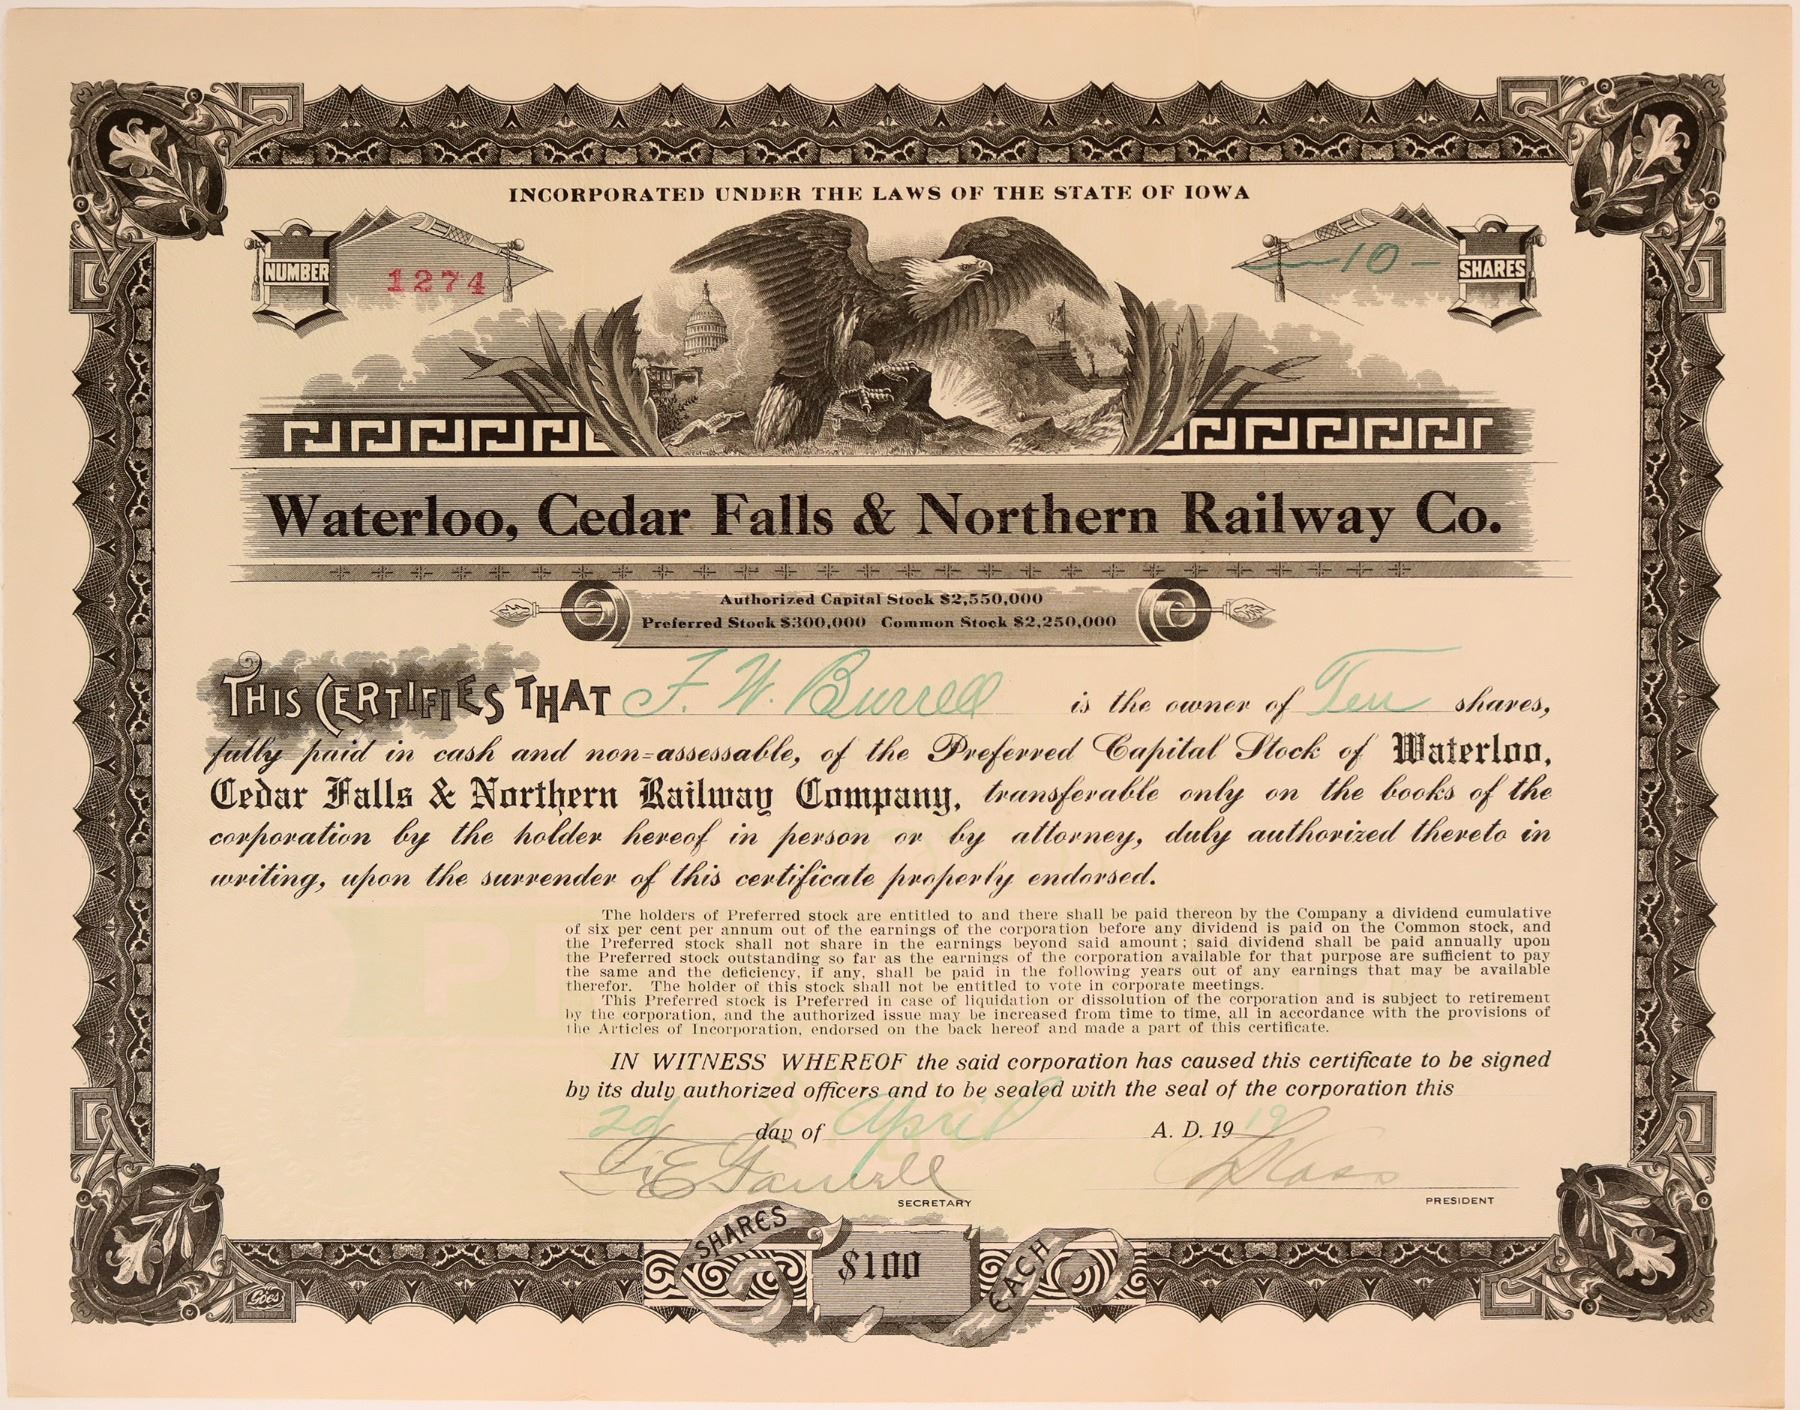 INCORPORATED UNDER THE LAWS OF THE STATE OF IOWA
NUMBER
1274
10
SHARES
Waterloo, Cedar Falls & Northern Railway Co.
Authorized Capital Stock $2,550,000
Preferred Stock $300,000 Common Stock $2,250,000
THIS CERTIFIES THAT F. W. Burrell is the owner of Ten shares,
fully paid in cash and non-assessable, of the Preferred Capital Stock of Waterloo,
Cedar Falls & Northern Railway Company, transferable only on the books of the
corporation by the holder hereof in person or by attorney, duly authorized thereto in
writing, upon the surrender of this certificate properly endorsed.
The holders of Preferred stock are entitled to and there shall be paid thereon by the Company a dividend cumulative
of six per cent per annum out of the earnings of the corporation before any dividend is paid on the Common stock, and
the Preferred stock shall not share in the earnings beyond said amount; said dividend shall be paid annually upon
the Preferred stock outstanding so far as the earnings of the corporation available for that purpose are sufficient to pay
the same and the deficiency, if any, shall be paid in the following years out of any earnings that may be available
therefor. The holder of this stock shall not be entitled to vote in corporate meetings.
This Preferred stock is Preferred in case of liquidation or dissolution of the corporation and is subject to retirement
by the corporation, and the authorized issue may be increased from time to time, all in accordance with the provisions of
the Articles of Incorporation, endorsed on the back hereof and made a part of this certificate.
IN WITNESS WHEREOF the said corporation has caused this certificate to be signed
by its duly authorized officers and to be sealed with the seal of the corporation this
2d day of April A. D. 1919
SECRETARY
PRESIDENT
SHARES $100 EACH
Goes